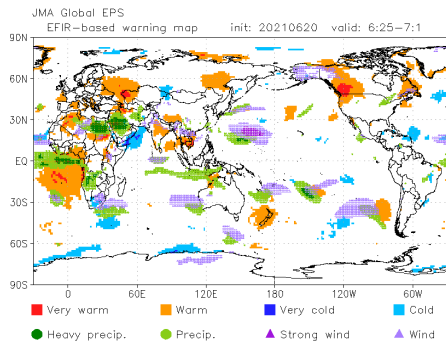 JMA Global EPS
EFIR-based warning map init: 20210620 valid: 6:25-7:1
90N
60N
30N
EQ
30S
60S
90S
0 60E 120E 180 120W 60W
Very warm Warm Very cold Cold
Heavy precip. Precip. Strong wind Wind